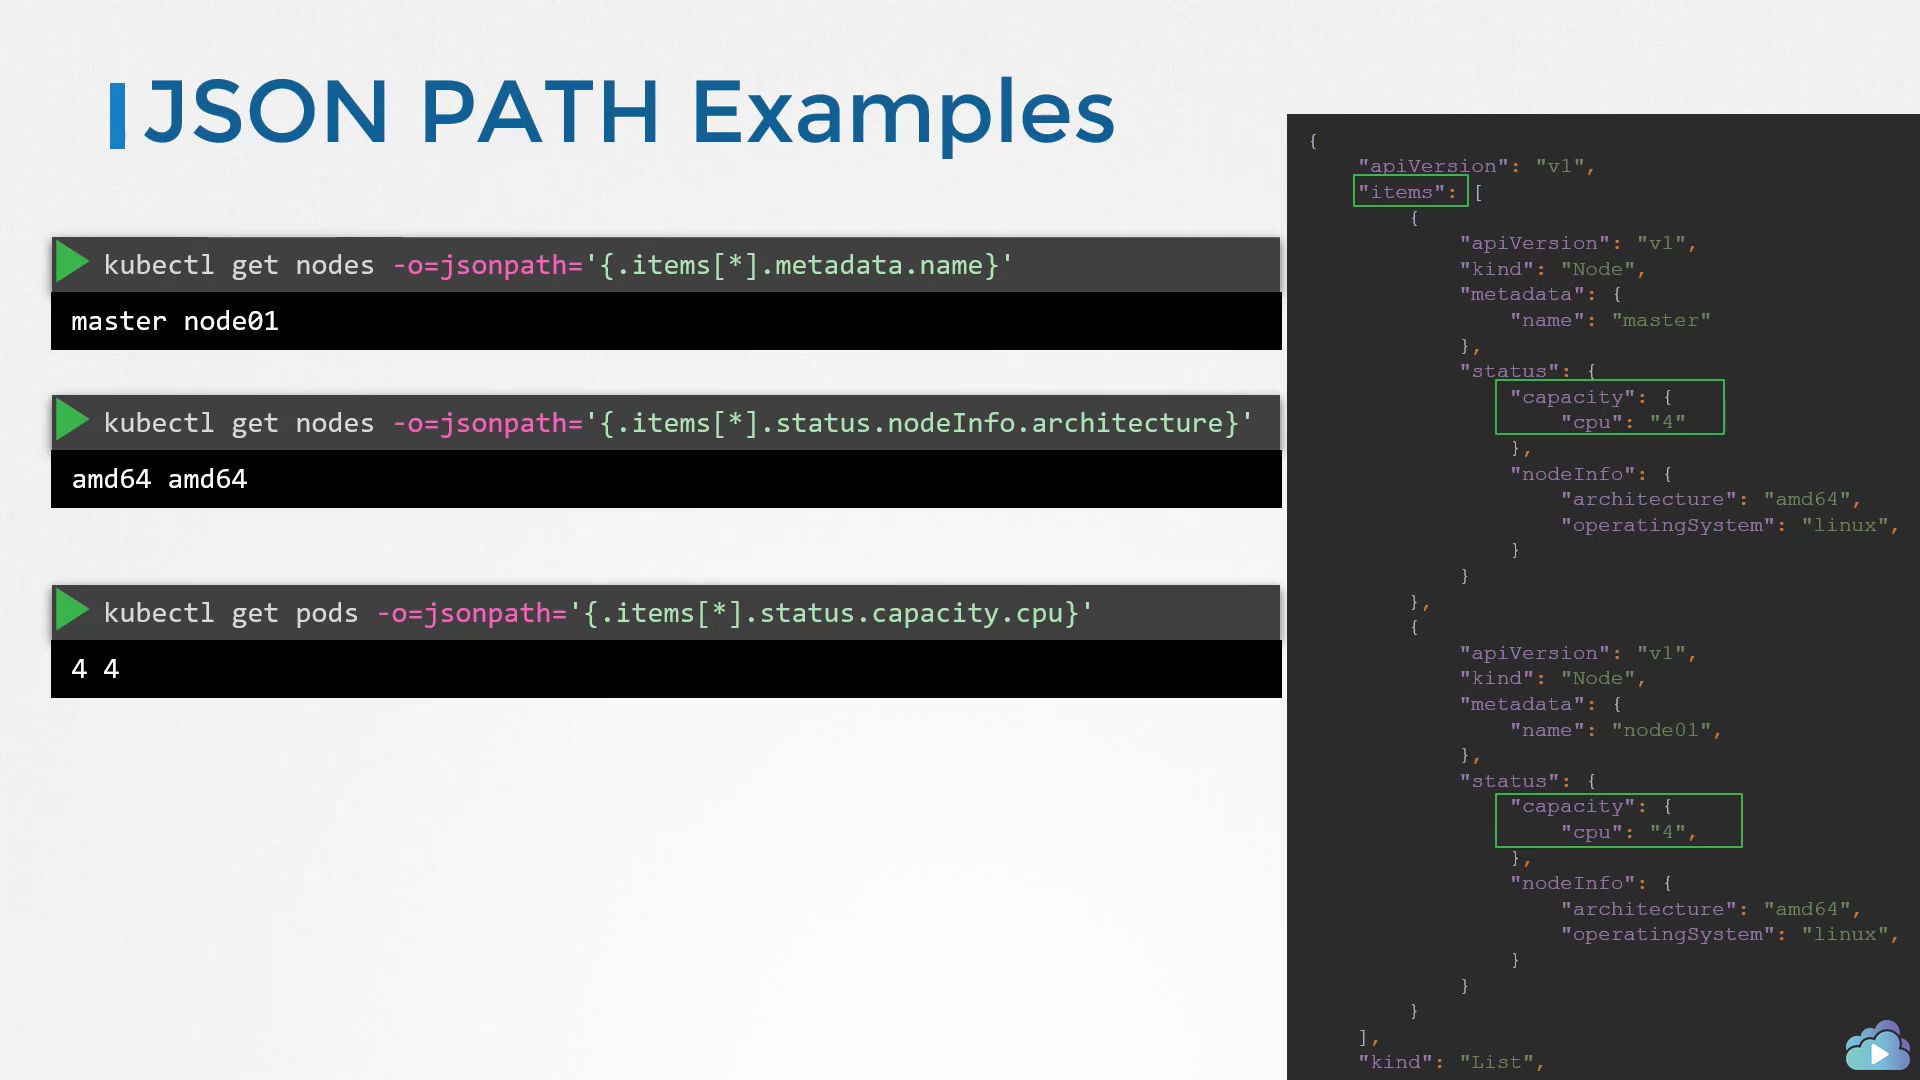 JSON PATH Examples
kubectl get nodes -o=jsonpath='{.items[*].metadata.name}'
master node01
kubectl get nodes -o=jsonpath='{.items[*].status.nodeInfo.architecture}'
amd64 amd64
kubectl get pods -o=jsonpath='{.items[*].status.capacity.cpu}'
4 4
{
"apiVersion": "v1",
"items": [
{
"apiVersion": "v1",
"kind": "Node",
"metadata": {
"name": "master"
},
"status": {
"capacity": {
"cpu": "4"
},
"nodeInfo": {
"architecture": "amd64",
"operatingSystem": "linux",
}
}
},
{
"apiVersion": "v1",
"kind": "Node",
"metadata": {
"name": "node01",
},
"status": {
"capacity": {
"cpu": "4",
},
"nodeInfo": {
"architecture": "amd64",
"operatingSystem": "linux",
}
}
}
],
"kind": "List",